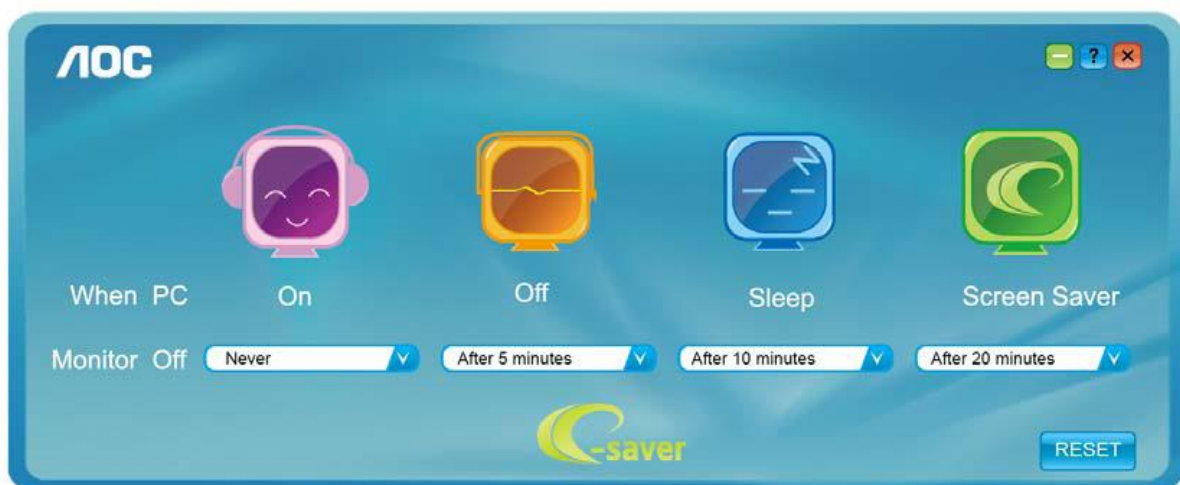 AOC
?
When PC On Off Sleep Screen Saver
Monitor Off Never After 5 minutes After 10 minutes After 20 minutes
e-saver
RESET